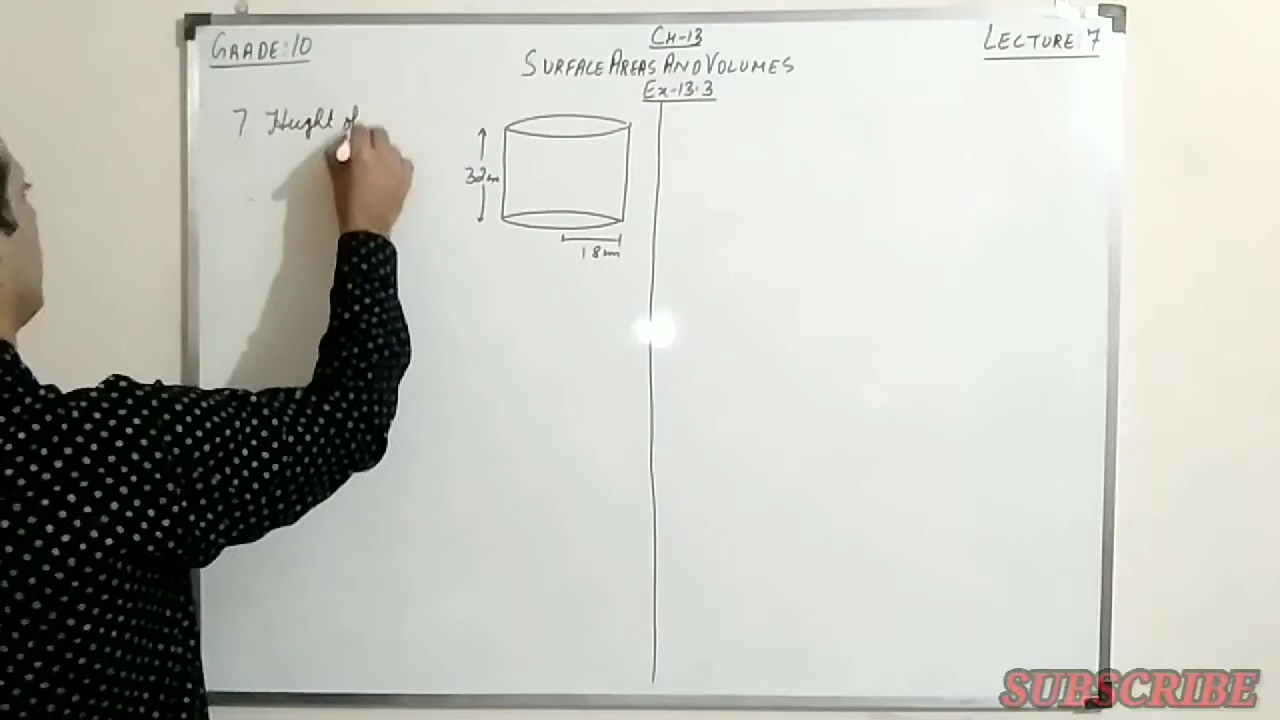 GRADE:10
CH-13
LECTURE:7
SURFACE AREAS AND VOLUMES
EX-13.3
7 Height of
32cm
18cm
SUBSCRIBE